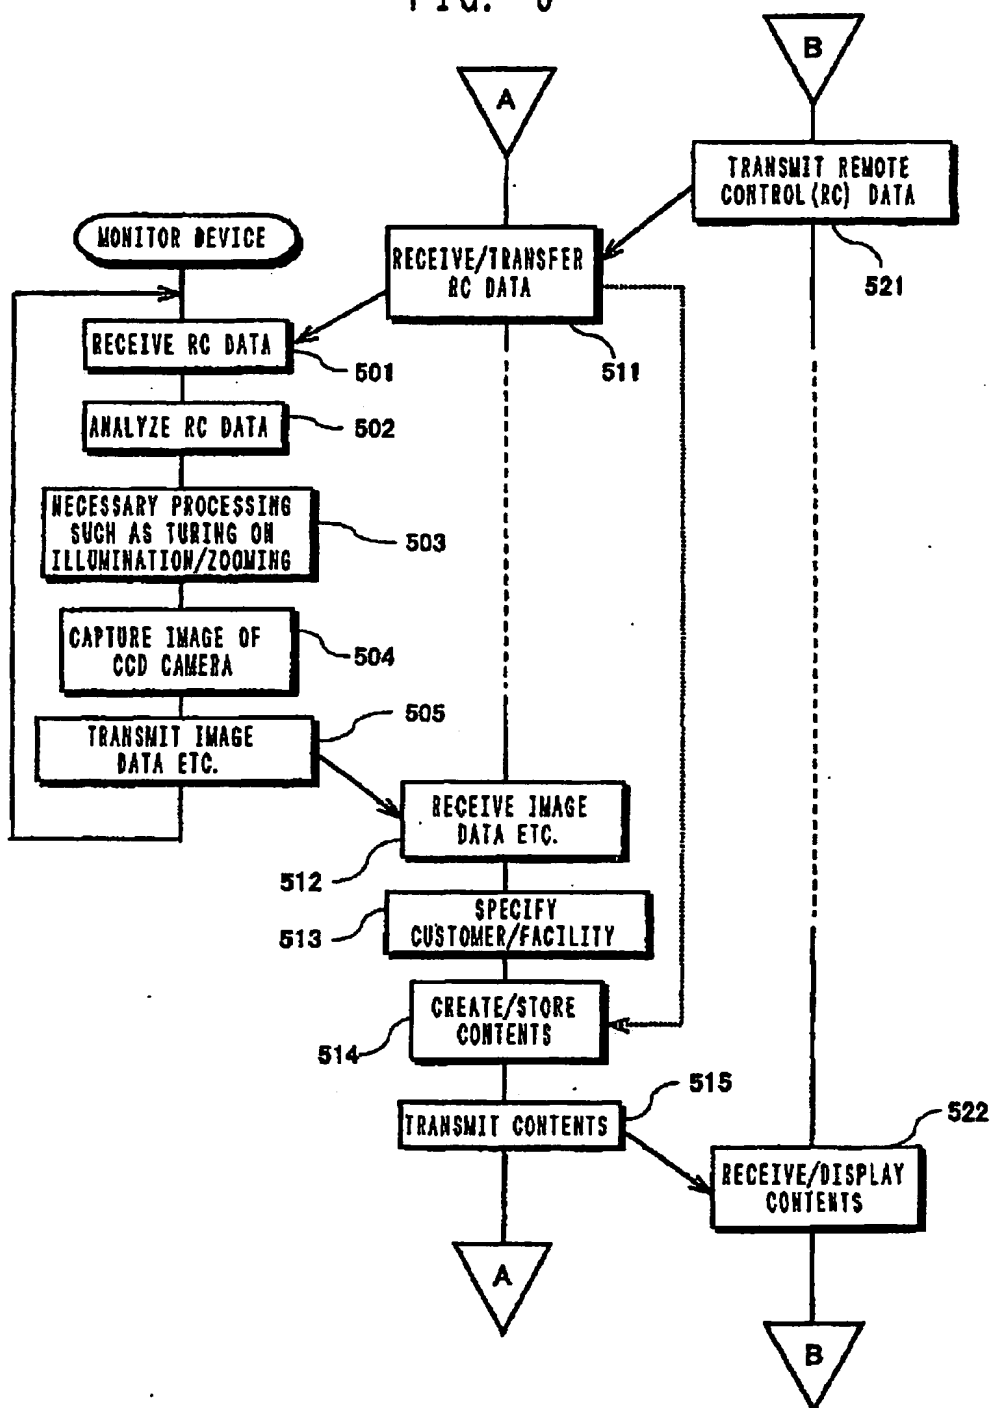 FIG.
B
A
TRANSMIT REMOTE
CONTROL(RC) DATA
521
MONITOR DEVICE
RECEIVE/TRANSFER
RC DATA
511
RECEIVE RC DATA
501
ANALYZE RC DATA
502
NECESSARY PROCESSING
SUCH AS TURING ON
ILLUMINATION/ZOOMING
503
CAPTURE IMAGE OF
CCD CAMERA
504
TRANSMIT IMAGE
DATA ETC.
505
RECEIVE IMAGE
DATA ETC.
512
SPECIFY
CUSTOMER/FACILITY
513
CREATE/STORE
CONTENTS
514
TRANSMIT CONTENTS
515
RECEIVE/DISPLAY
CONTENTS
522
A
B